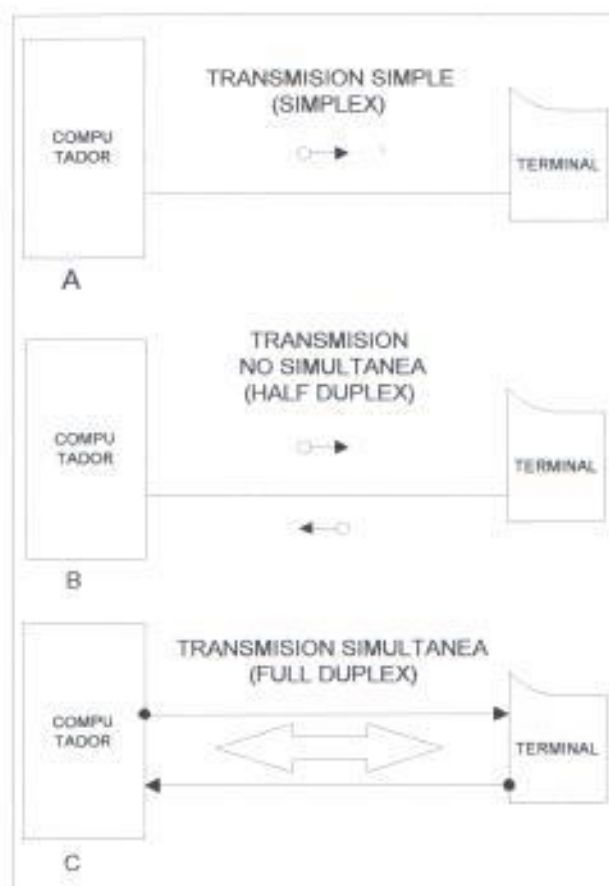 TRANSMISION SIMPLE
(SIMPLEX)
COMPU
TADOR
TERMINAL
A
TRANSMISION
NO SIMULTANEA
(HALF DUPLEX)
COMPU
TADOR
TERMINAL
B
TRANSMISION SIMULTANEA
(FULL DUPLEX)
COMPU
TADOR
TERMINAL
C